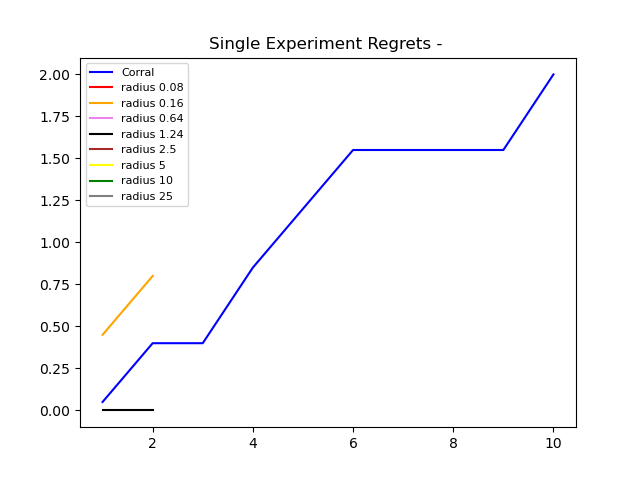 Single Experiment Regrets -
2.00
1.75
1.50
1.25
1.00
0.75
0.50
0.25
0.00
Corral
radius 0.08
radius 0.16
radius 0.64
radius 1.24
radius 2.5
radius 5
radius 10
radius 25
2 4 6 8 10